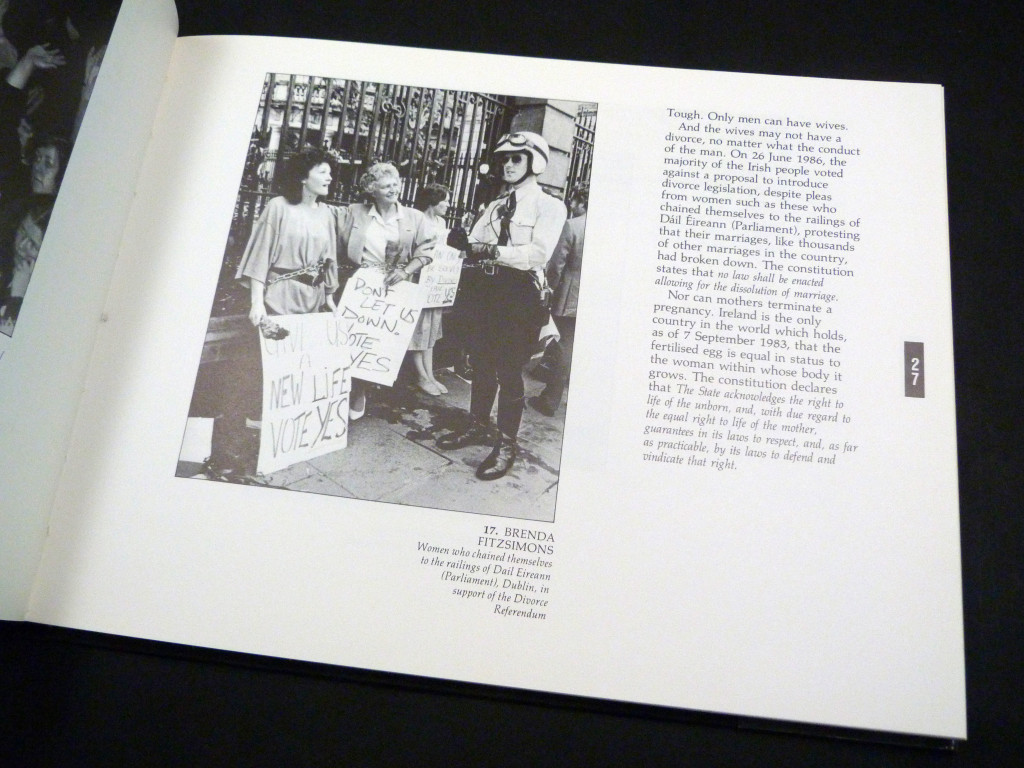 GIVE US
A
NEW LIFE
VOTE YES
DON'T
LET US
DOWN.
VOTE
YES
YES
17. BRENDA
FITZSIMONS
Women who chained themselves
to the railings of Dail Eireann
(Parliament), Dublin, in
support of the Divorce
Referendum
Tough. Only men can have wives.
And the wives may not have a
divorce, no matter what the conduct
of the man. On 26 June 1986, the
majority of the Irish people voted
against a proposal to introduce
divorce legislation, despite pleas
from women such as these who
chained themselves to the railings of
Dáil Éireann (Parliament), protesting
that their marriages, like thousands
of other marriages in the country,
had broken down. The constitution
states that no law shall be enacted
allowing for the dissolution of marriage.
Nor can mothers terminate a
pregnancy. Ireland is the only
country in the world which holds,
as of 7 September 1983, that the
fertilised egg is equal in status to
the woman within whose body it
grows. The constitution declares
that The State acknowledges the right to
life of the unborn, and, with due regard to
the equal right to life of the mother,
guarantees in its laws to respect, and, as far
as practicable, by its laws to defend and
vindicate that right.
27